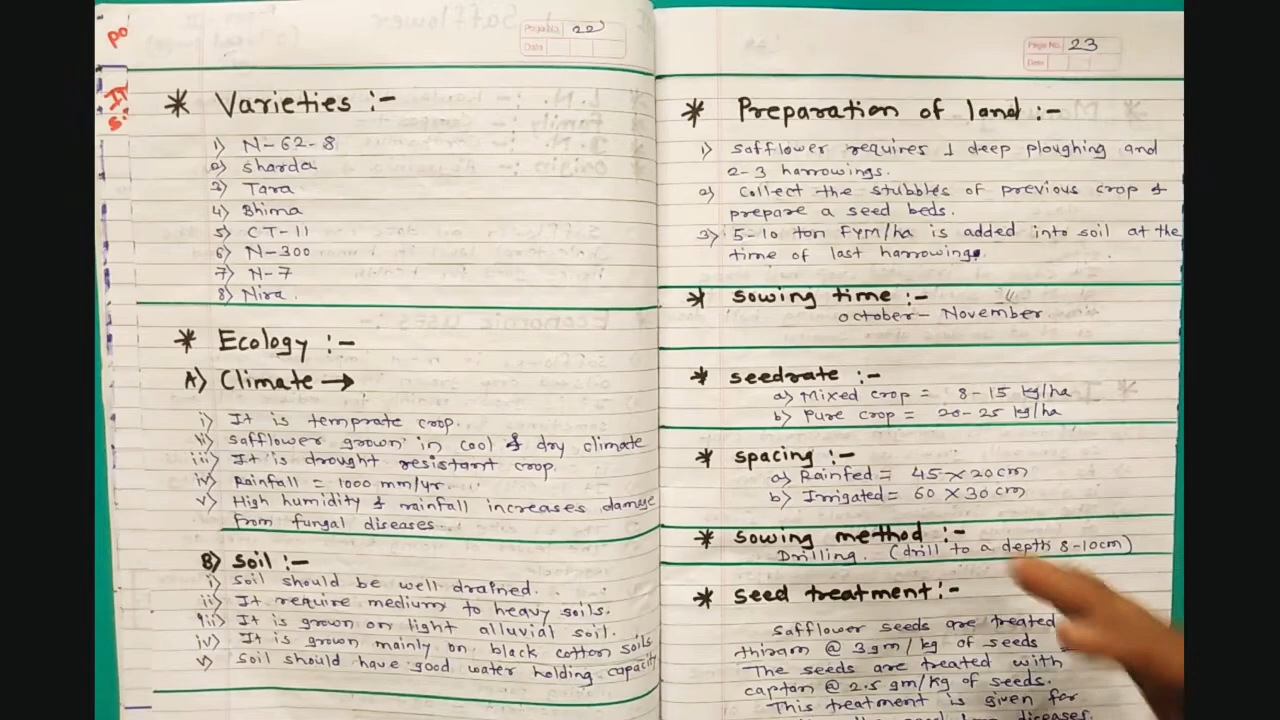 Page No. 22
Date
* Varieties :-
1) N-62-8
2) Sharda
3) Tara
4) Bhima
5) CT-11
6) N-300
7) N-7
8) Nira.
* Ecology :-
A) Climate →
i) It is temprate crop.
ii) Safflower grown in cool & dry climate
iii) It is drought resistant crop.
iv) Rainfall = 1000 mm/yr.
v) High humidity & rainfall increases damage
from fungal diseases.
B) Soil :-
i) Soil should be well drained.
ii) It require medium to heavy soils.
iii) It is grown on light alluvial soil.
iv) It is grown mainly on black cotton soils
v) Soil should have good water holding capacity
Page No. 23
Date
* Preparation of land :-
1) Safflower requires 1 deep ploughing and
2-3 harrowings.
2) Collect the stubbles of previous crop &
prepare a seed beds.
3) 5-10 ton FYM/ha is added into soil at the
time of last harrowing.
* Sowing time :-
October - November
* Seedrate :-
a) Mixed crop = 8-15 kg/ha
b) Pure crop = 20-25 kg/ha
* Spacing :-
a) Rainfed = 45 × 20 cm
b) Irrigated = 60 × 30 cm
* Sowing method :-
Drilling. (drill to a depth 8-10cm)
* Seed treatment :-
Safflower seeds are treated
thiram @ 3gm/kg of seeds
The seeds are treated with
captan @ 2.5 gm/kg of seeds.
This treatment is given for
diseases.